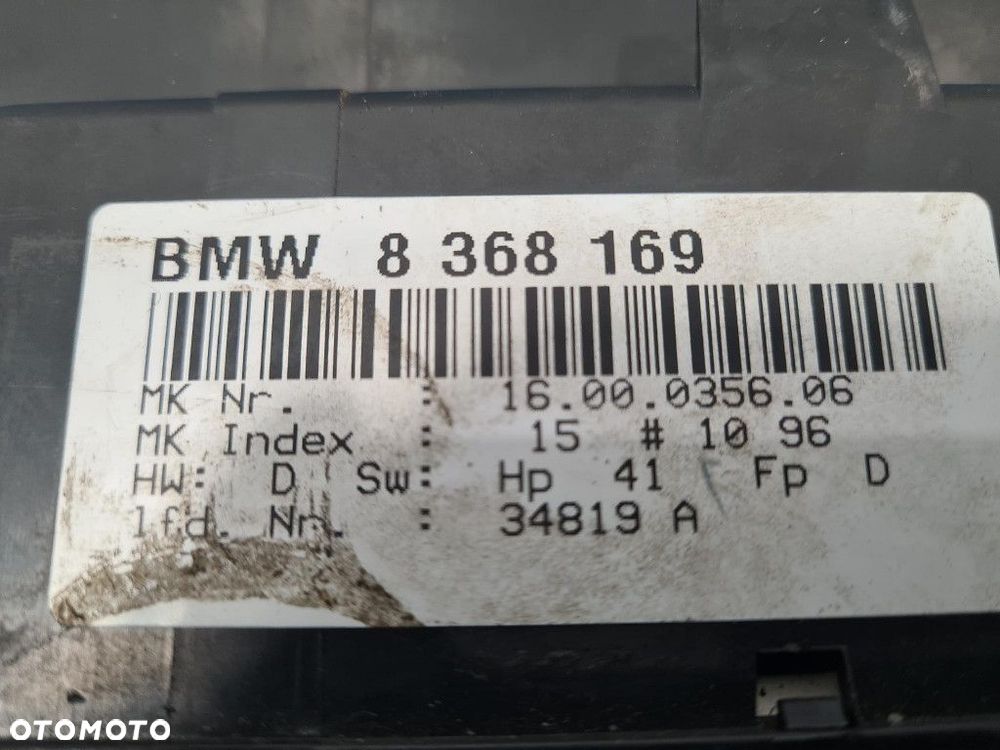 BMW 8 368 169
MK Nr. : 16.00.0356.06
MK Index : 15 # 10 96
HW: D Sw: Hp 41 Fp D
lfd. Nr. : 34819 A
OTOMOTO